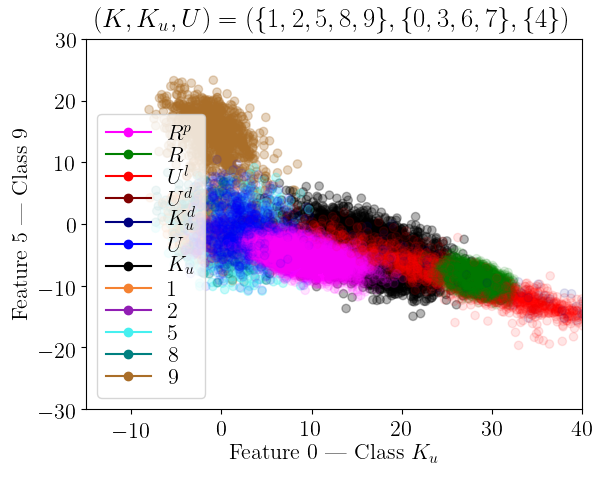 (K, K_u, U) = ({1, 2, 5, 8, 9}, {0, 3, 6, 7}, {4})
30
20
10
0
−10
−20
−30
Feature 5 — Class 9
R^p
R
U^l
U^d
K_u^d
U
K_u
1
2
5
8
9
−10 0 10 20 30 40
Feature 0 — Class K_u